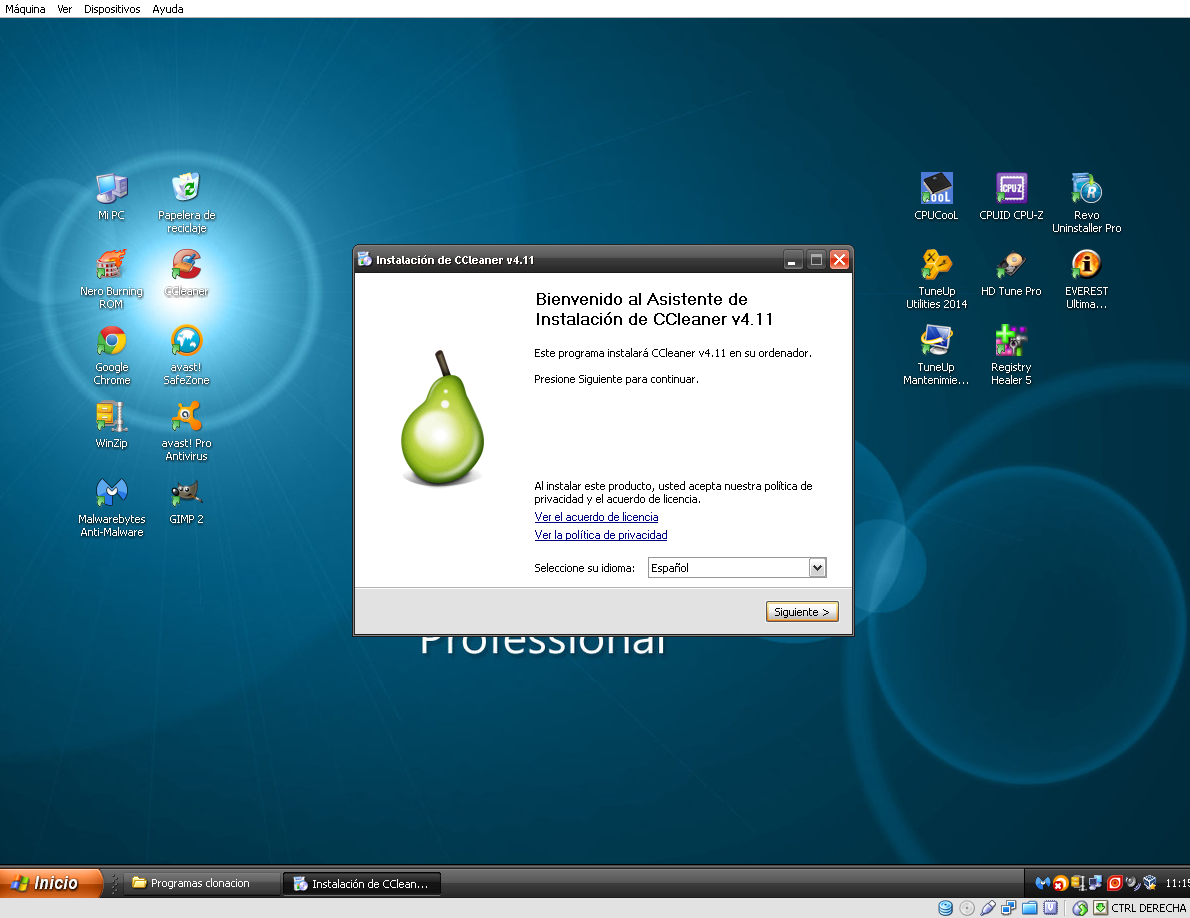 Máquina Ver Dispositivos Ayuda
Mi PC
Papelera de
reciclaje
Nero Burning
ROM
CCleaner
Google
Chrome
avast!
SafeZone
WinZip
avast! Pro
Antivirus
Malwarebytes
Anti-Malware
GIMP 2
CPUCooL
CPUID CPU-Z
Revo
Uninstaller Pro
TuneUp
Utilities 2014
HD Tune Pro
EVEREST
Ultima...
TuneUp
Mantenimie...
Registry
Healer 5
Instalación de CCleaner v4.11
Bienvenido al Asistente de
Instalación de CCleaner v4.11
Este programa instalará CCleaner v4.11 en su ordenador.
Presione Siguiente para continuar.
Al instalar este producto, usted acepta nuestra política de
privacidad y el acuerdo de licencia.
Ver el acuerdo de licencia
Ver la política de privacidad
Seleccione su idioma: Español
Siguiente >
Professional
Inicio
Programas clonacion
Instalación de CClean...
11:15
CTRL DERECHA